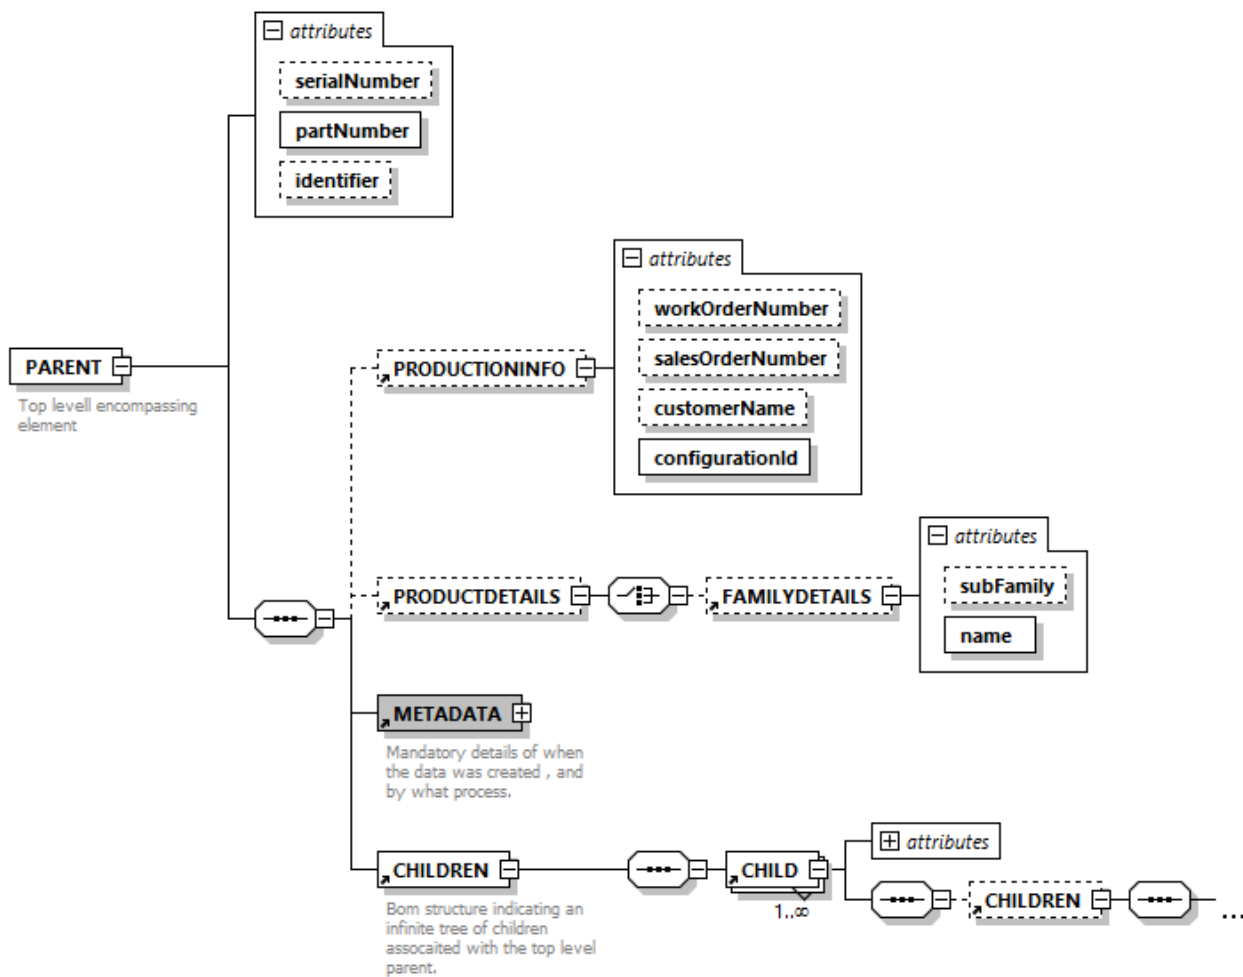 attributes
serialNumber
partNumber
identifier
attributes
workOrderNumber
salesOrderNumber
customerName
configurationId
PARENT
Top levell encompassing
element
PRODUCTIONINFO
attributes
subFamily
name
PRODUCTDETAILS
FAMILYDETAILS
METADATA
Mandatory details of when
the data was created , and
by what process.
attributes
CHILDREN
CHILD
1..∞
CHILDREN
...
Bom structure indicating an
infinite tree of children
assocaited with the top level
parent.